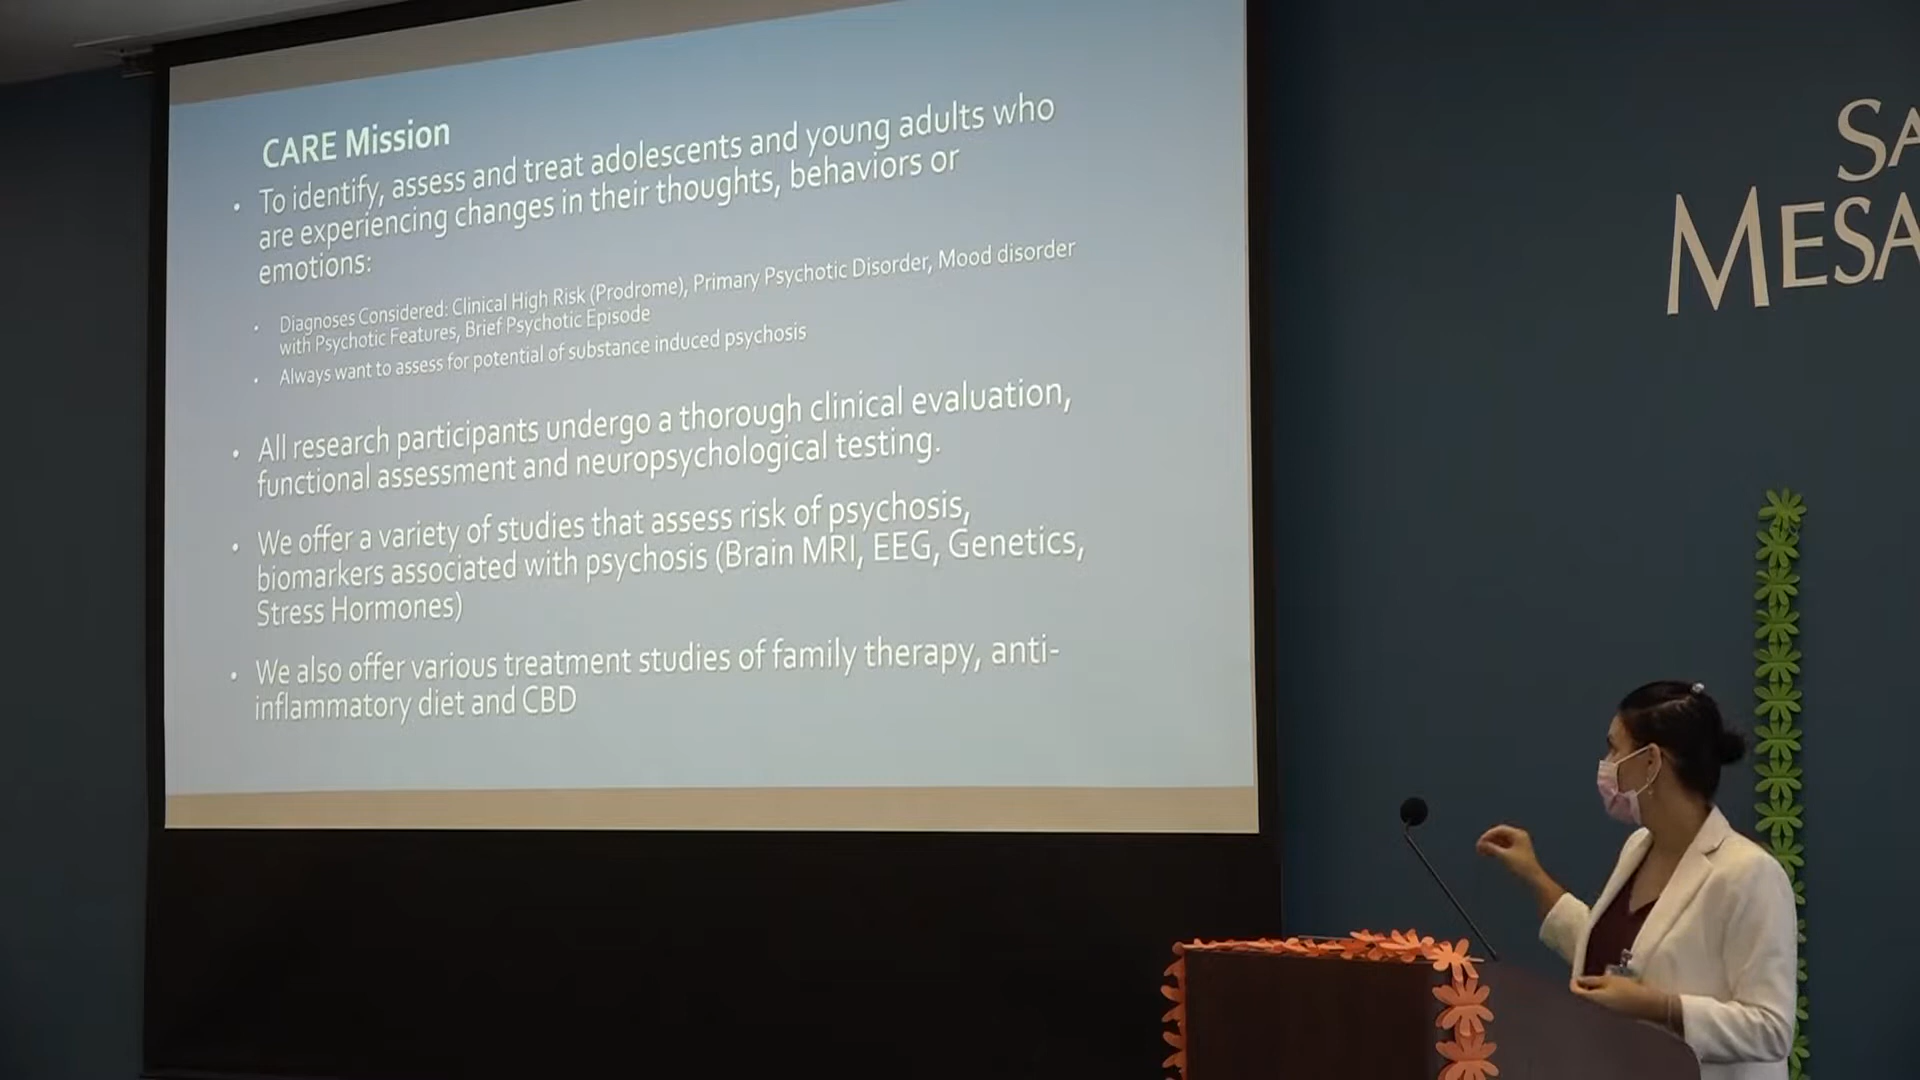 CARE Mission
• To identify, assess and treat adolescents and young adults who
are experiencing changes in their thoughts, behaviors or
emotions:
• Diagnoses Considered: Clinical High Risk (Prodrome), Primary Psychotic Disorder, Mood disorder
with Psychotic Features, Brief Psychotic Episode
• Always want to assess for potential of substance induced psychosis
• All research participants undergo a thorough clinical evaluation,
functional assessment and neuropsychological testing.
• We offer a variety of studies that assess risk of psychosis,
biomarkers associated with psychosis (Brain MRI, EEG, Genetics,
Stress Hormones)
• We also offer various treatment studies of family therapy, anti-
inflammatory diet and CBD
SA
MESA